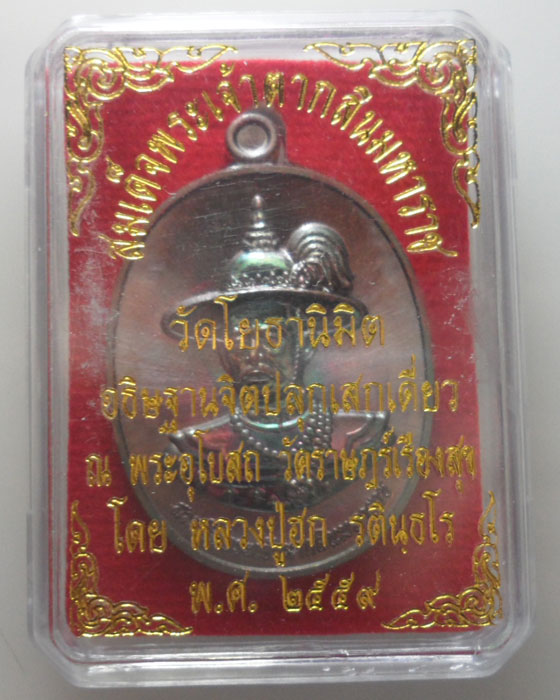 สมเด็จพระเจ้าตากสินมหาราช
วัดโยธานิมิต
อธิษฐานจิตปลุกเสกเดี่ยว
ณ พระอุโบสถ วัดราษฎร์เรืองสุข
โดย หลวงปู่ฮก รตินฺธโร
พ.ศ. ๒๕๕๙